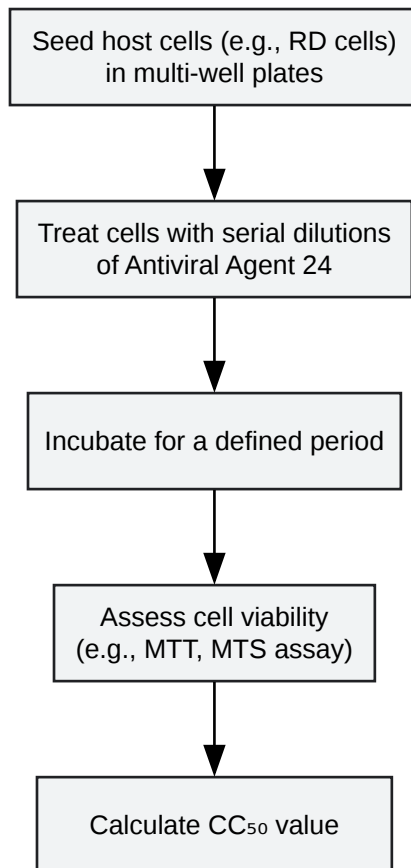 Seed host cells (e.g., RD cells)
in multi-well plates
Treat cells with serial dilutions
of Antiviral Agent 24
Incubate for a defined period
Assess cell viability
(e.g., MTT, MTS assay)
Calculate CC₅₀ value